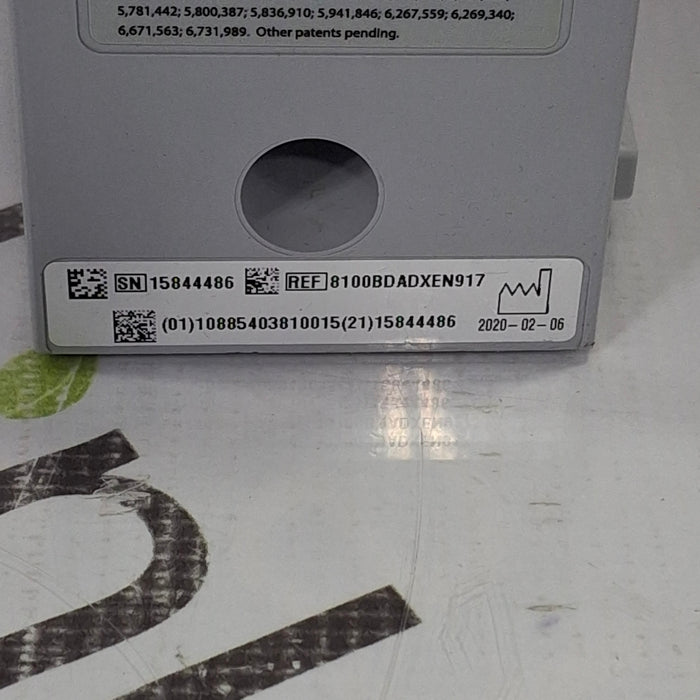 5,781,442; 5,800,387; 5,836,910; 5,941,846; 6,267,559; 6,269,340;
6,671,563; 6,731,989. Other patents pending.
SN 15844486 REF 8100BDADXEN917
(01)10885403810015(21)15844486 2020-02-06